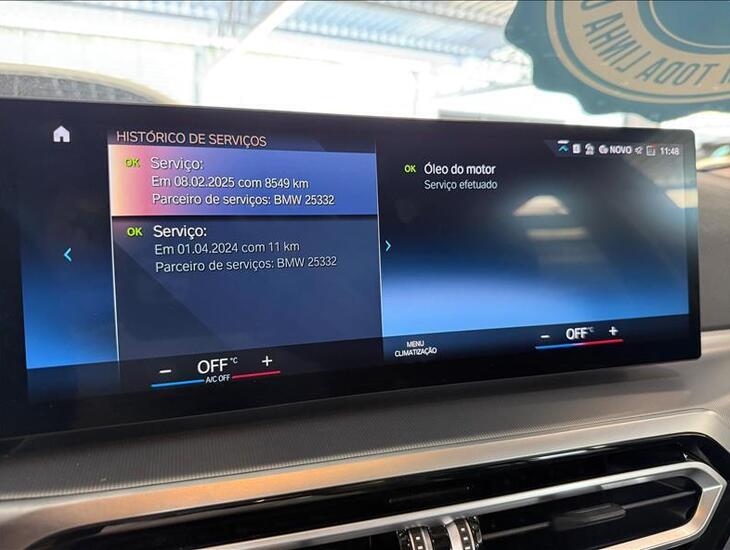 TODA LINHA
HISTÓRICO DE SERVIÇOS
NOVO 11:48
OK Serviço:
Em 08.02.2025 com 8549 km
Parceiro de serviços: BMW 25332
OK Óleo do motor
Serviço efetuado
OK Serviço:
Em 01.04.2024 com 11 km
Parceiro de serviços: BMW 25332
- OFF °C +
A/C OFF
MENU
CLIMATIZAÇÃO
- OFF °C +